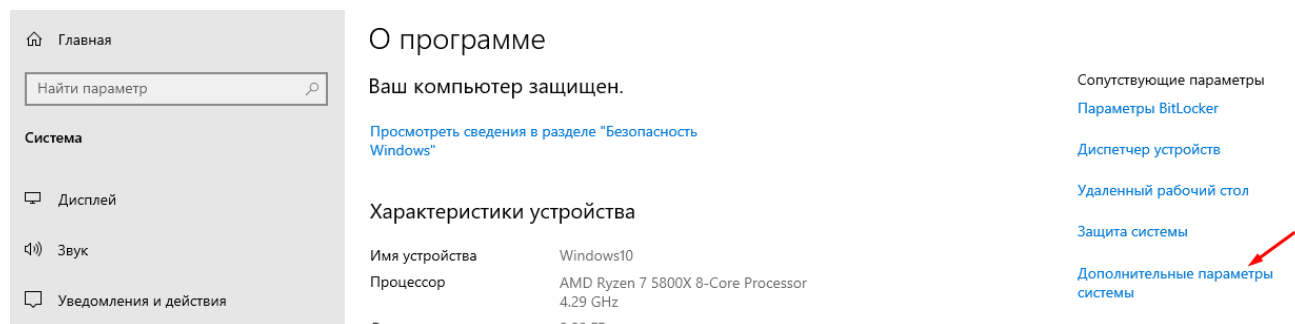 Главная
Найти параметр
Система
Дисплей
Звук
Уведомления и действия
О программе
Ваш компьютер защищен.
Просмотреть сведения в разделе "Безопасность
Windows"
Характеристики устройства
Имя устройства Windows10
Процессор AMD Ryzen 7 5800X 8-Core Processor
4.29 GHz
Сопутствующие параметры
Параметры BitLocker
Диспетчер устройств
Удаленный рабочий стол
Защита системы
Дополнительные параметры
системы